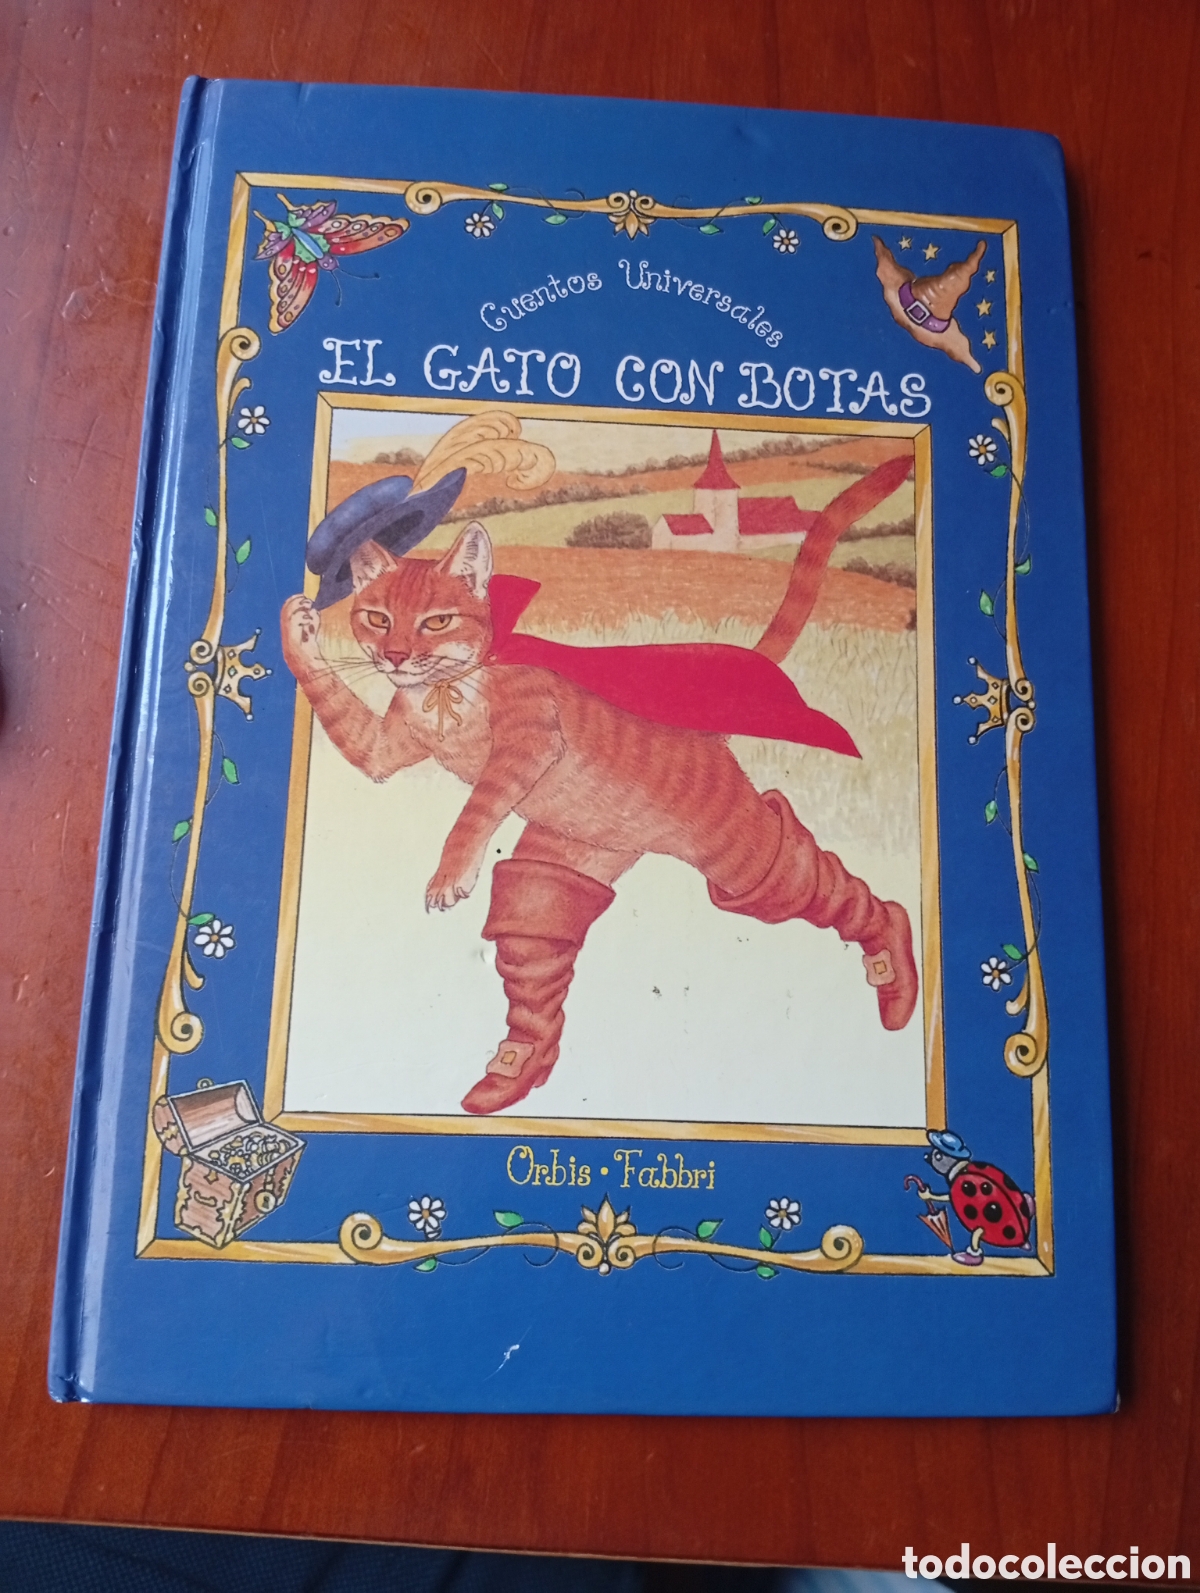 Cuentos Universales
EL GATO CON BOTAS
Orbis • Fabbri
todocoleccion